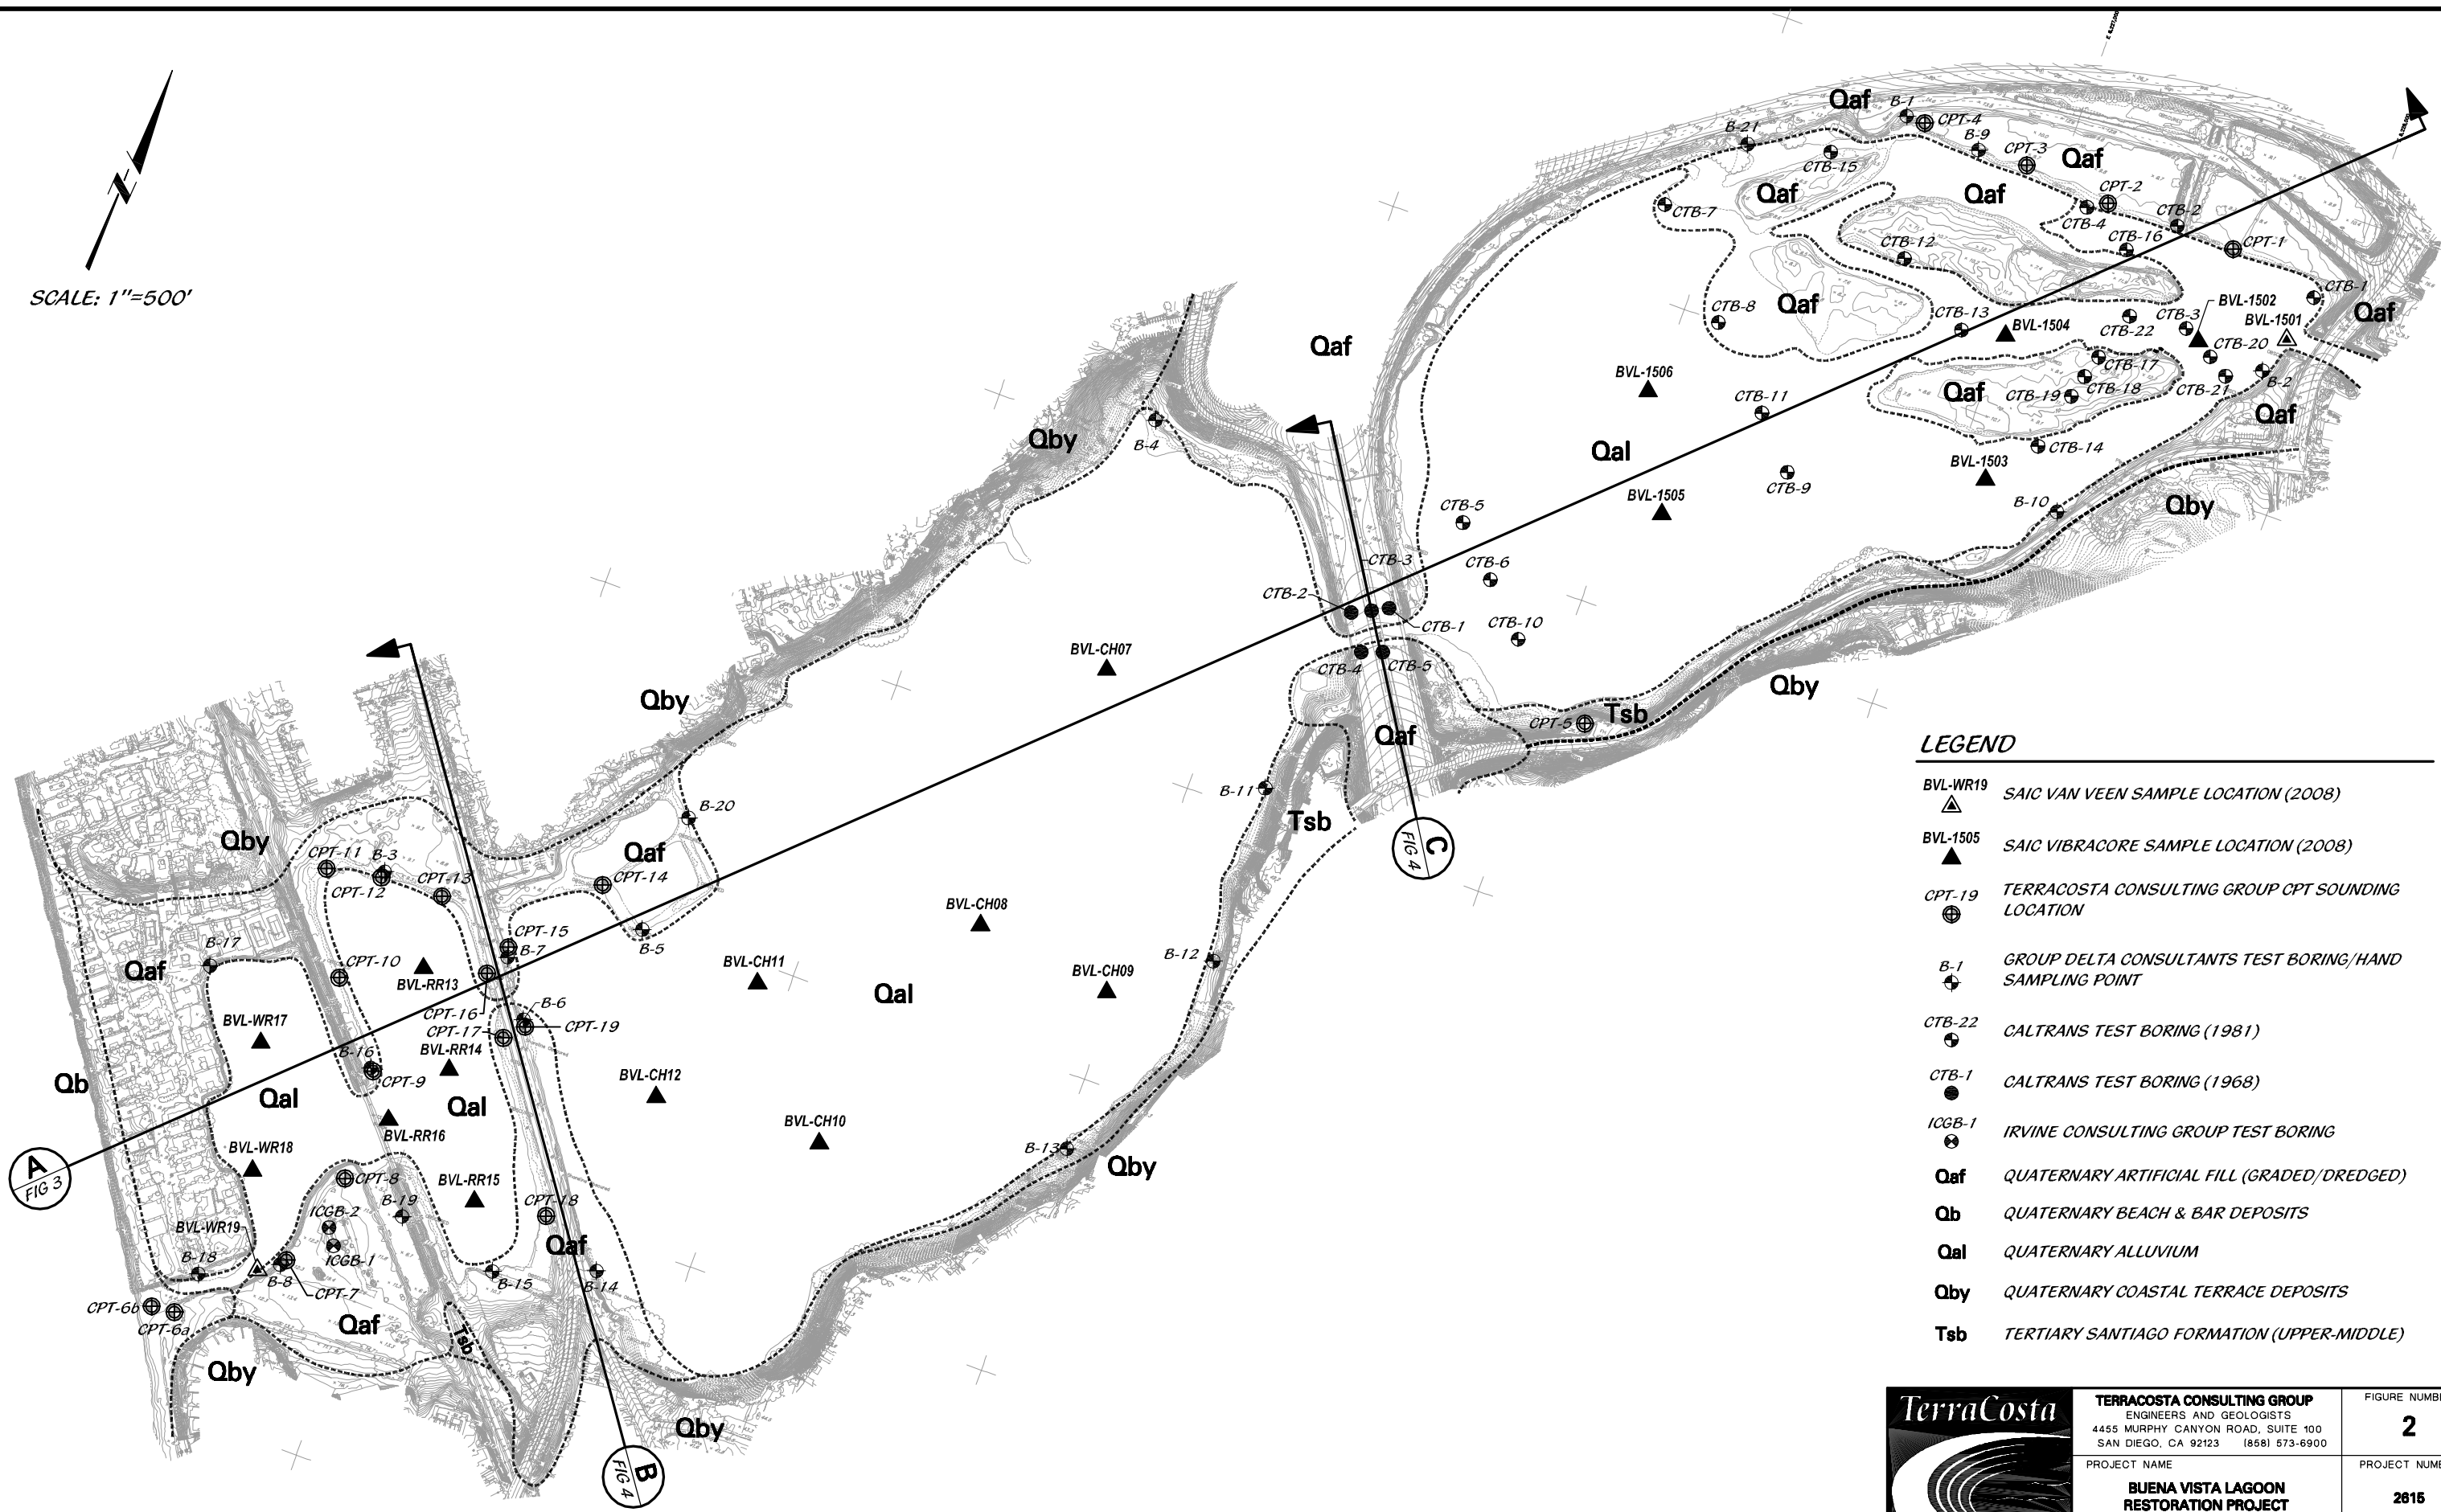 SCALE: 1"=500'
Qaf
B-1
CPT-4
B-21
CTB-15
B-9
CPT-3
Qaf
CPT-2
Qaf
Qaf
CTB-7
CTB-4
CTB-2
CTB-16
CPT-1
CTB-12
CTB-8
Qaf
CTB-13
BVL-1504
CTB-22
CTB-3
BVL-1502
BVL-1501
CTB-1
Qaf
CTB-20
CTB-17
CTB-18
CTB-19
CTB-21
B-2
Qaf
Qaf
BVL-1506
CTB-11
Qal
CTB-14
BVL-1503
CTB-9
BVL-1505
B-10
Qby
Qaf
Qby
B-4
CTB-5
CTB-3
CTB-6
CTB-2
CTB-1
CTB-10
CTB-4
CTB-5
BVL-CH07
Qby
Qby
CPT-5
Tsb
Qaf
B-11
Tsb
C
FIG 4
B-20
Qaf
CPT-14
B-5
Qby
CPT-11
B-3
CPT-12
CPT-13
CPT-15
B-7
B-17
Qaf
CPT-10
BVL-RR13
CPT-16
B-6
CPT-17
CPT-19
BVL-RR14
BVL-WR17
B-16
CPT-9
Qb
Qal
Qal
BVL-RR16
BVL-WR18
A
FIG 3
CPT-8
BVL-RR15
B-19
ICGB-2
ICGB-1
BVL-WR19
B-18
B-8
CPT-7
CPT-18
Qaf
B-15
B-14
CPT-6b
CPT-6a
Qaf
Tsb
Qby
B
FIG 4
Qby
BVL-CH08
BVL-CH11
BVL-CH09
B-12
Qal
BVL-CH12
BVL-CH10
B-13
Qby
LEGEND
BVL-WR19 SAIC VAN VEEN SAMPLE LOCATION (2008)
BVL-1505 SAIC VIBRACORE SAMPLE LOCATION (2008)
CPT-19 TERRACOSTA CONSULTING GROUP CPT SOUNDING
LOCATION
B-1 GROUP DELTA CONSULTANTS TEST BORING/HAND
SAMPLING POINT
CTB-22 CALTRANS TEST BORING (1981)
CTB-1 CALTRANS TEST BORING (1968)
ICGB-1 IRVINE CONSULTING GROUP TEST BORING
Qaf QUATERNARY ARTIFICIAL FILL (GRADED/DREDGED)
Qb QUATERNARY BEACH & BAR DEPOSITS
Qal QUATERNARY ALLUVIUM
Qby QUATERNARY COASTAL TERRACE DEPOSITS
Tsb TERTIARY SANTIAGO FORMATION (UPPER-MIDDLE)
TerraCosta
TERRACOSTA CONSULTING GROUP
ENGINEERS AND GEOLOGISTS
4455 MURPHY CANYON ROAD, SUITE 100
SAN DIEGO, CA 92123 (858) 573-6900
FIGURE NUMB
2
PROJECT NAME
BUENA VISTA LAGOON
RESTORATION PROJECT
PROJECT NUM
2615